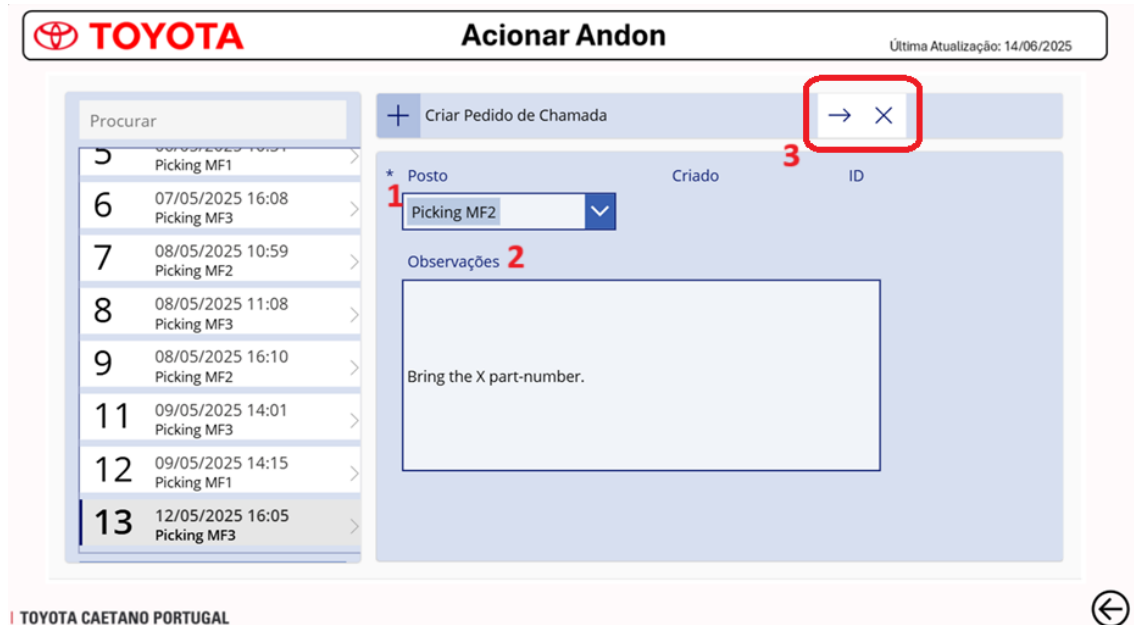 TOYOTA
Acionar Andon
Última Atualização: 14/06/2025
Procurar
5
Picking MF1
6
07/05/2025 16:08
Picking MF3
7
08/05/2025 10:59
Picking MF2
8
08/05/2025 11:08
Picking MF3
9
08/05/2025 16:10
Picking MF2
11
09/05/2025 14:01
Picking MF3
12
09/05/2025 14:15
Picking MF1
13
12/05/2025 16:05
Picking MF3
Criar Pedido de Chamada
3
* Posto
Criado
ID
1
Picking MF2
Observações 2
Bring the X part-number.
TOYOTA CAETANO PORTUGAL